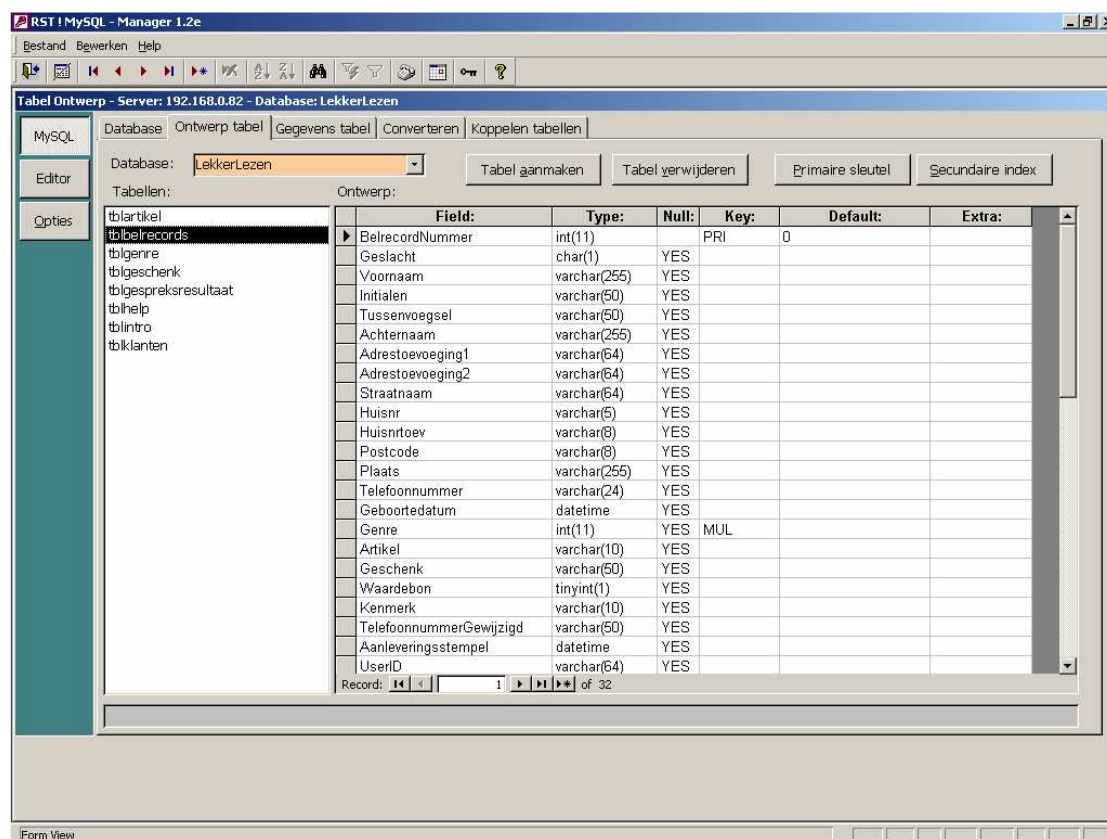 RST ! MySQL - Manager 1.2e
Bestand Bewerken Help
Tabel Ontwerp - Server: 192.168.0.82 - Database: LekkerLezen
MySQL
Editor
Opties
Database Ontwerp tabel Gegevens tabel Converteren Koppelen tabellen
Database: LekkerLezen Tabel aanmaken Tabel verwijderen Primaire sleutel Secundaire index
Tabellen: Ontwerp:
tblartikel
tblbelrecords
tblgenre
tblgeschenk
tblgespreksresultaat
tblhelp
tblintro
tblklanten
Field: Type: Null: Key: Default: Extra:
BelrecordNummer int(11) PRI 0
Geslacht char(1) YES
Voornaam varchar(255) YES
Initialen varchar(50) YES
Tussenvoegsel varchar(50) YES
Achternaam varchar(255) YES
Adrestoevoeging1 varchar(64) YES
Adrestoevoeging2 varchar(64) YES
Straatnaam varchar(64) YES
Huisnr varchar(5) YES
Huisnrtoev varchar(8) YES
Postcode varchar(8) YES
Plaats varchar(255) YES
Telefoonnummer varchar(24) YES
Geboortedatum datetime YES
Genre int(11) YES MUL
Artikel varchar(10) YES
Geschenk varchar(50) YES
Waardebon tinyint(1) YES
Kenmerk varchar(10) YES
TelefoonnummerGewijzigd varchar(50) YES
Aanleveringsstempel datetime YES
UserID varchar(64) YES
Record: 1 of 32
Form View